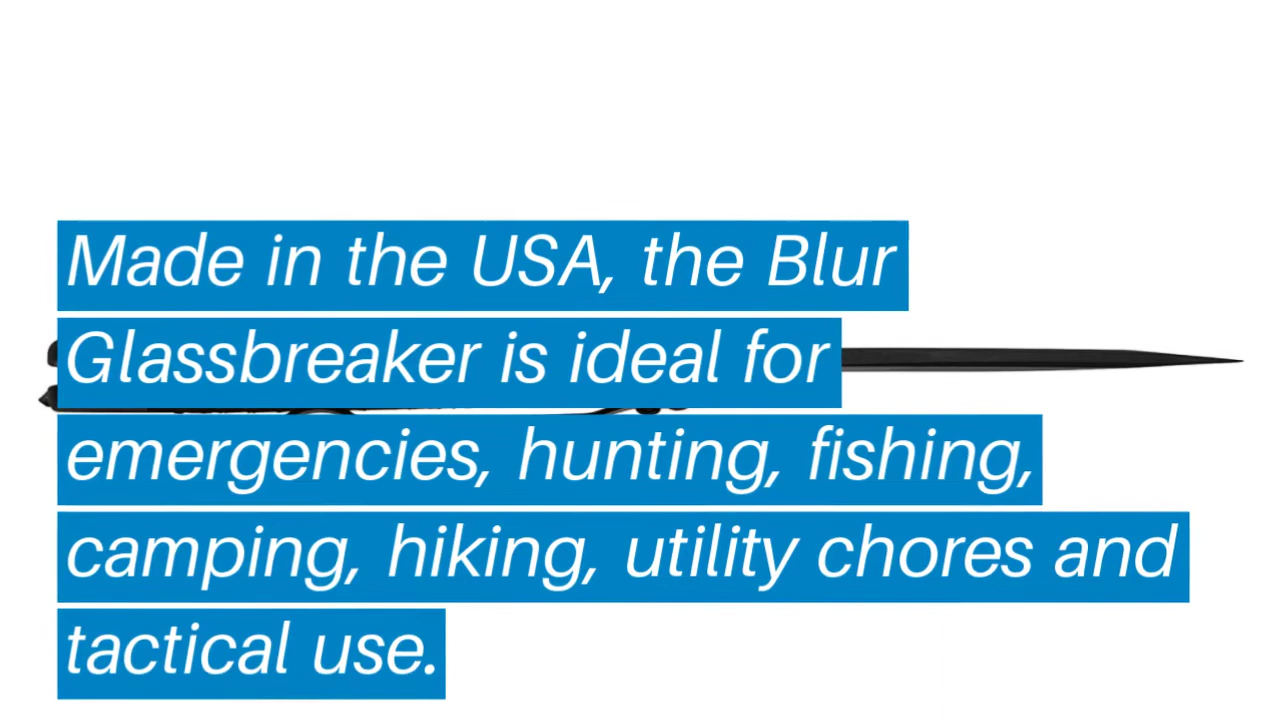 Made in the USA, the Blur
Glassbreaker is ideal for
emergencies, hunting, fishing,
camping, hiking, utility chores and
tactical use.